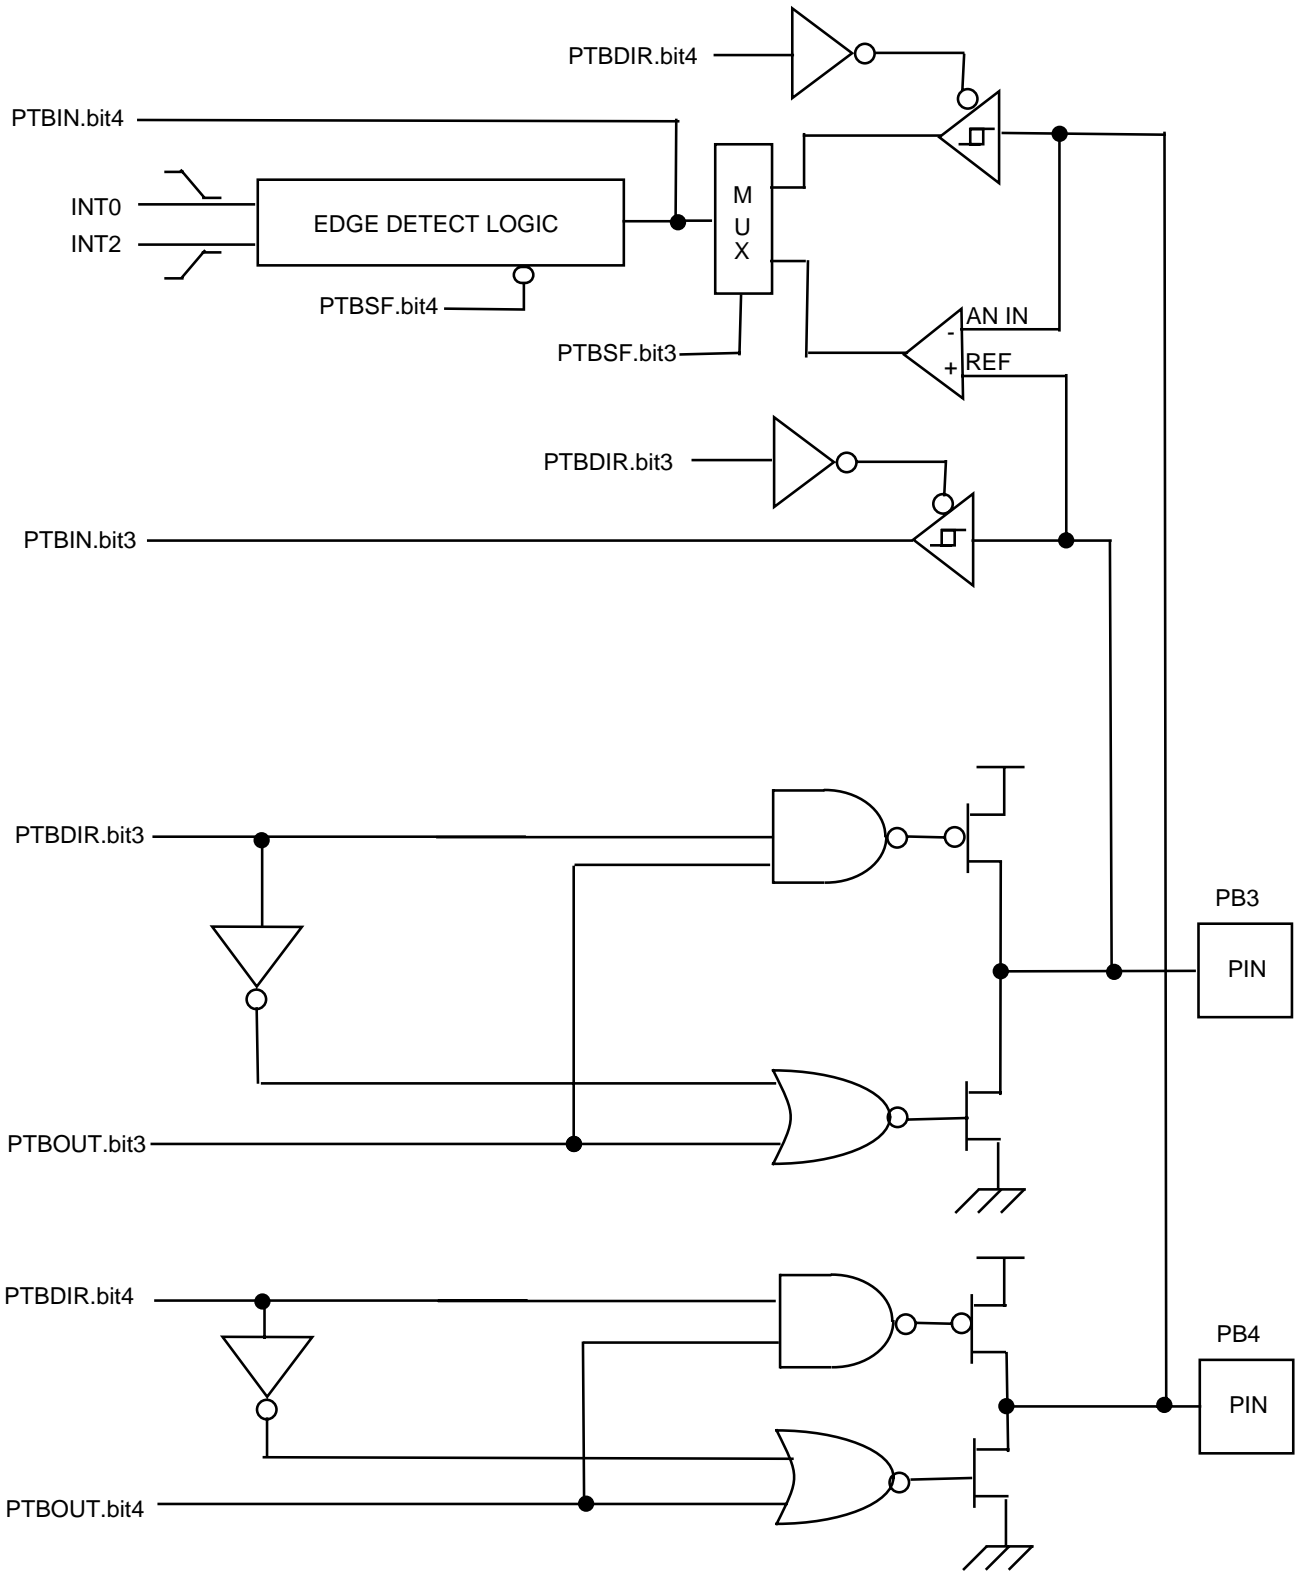 PTBDIR.bit4
PTBIN.bit4
INT0
INT2
EDGE DETECT LOGIC
M
U
X
PTBSF.bit4
PTBSF.bit3
AN IN
-
+
REF
PTBDIR.bit3
PTBIN.bit3
PTBDIR.bit3
PB3
PIN
PTBOUT.bit3
PTBDIR.bit4
PB4
PIN
PTBOUT.bit4